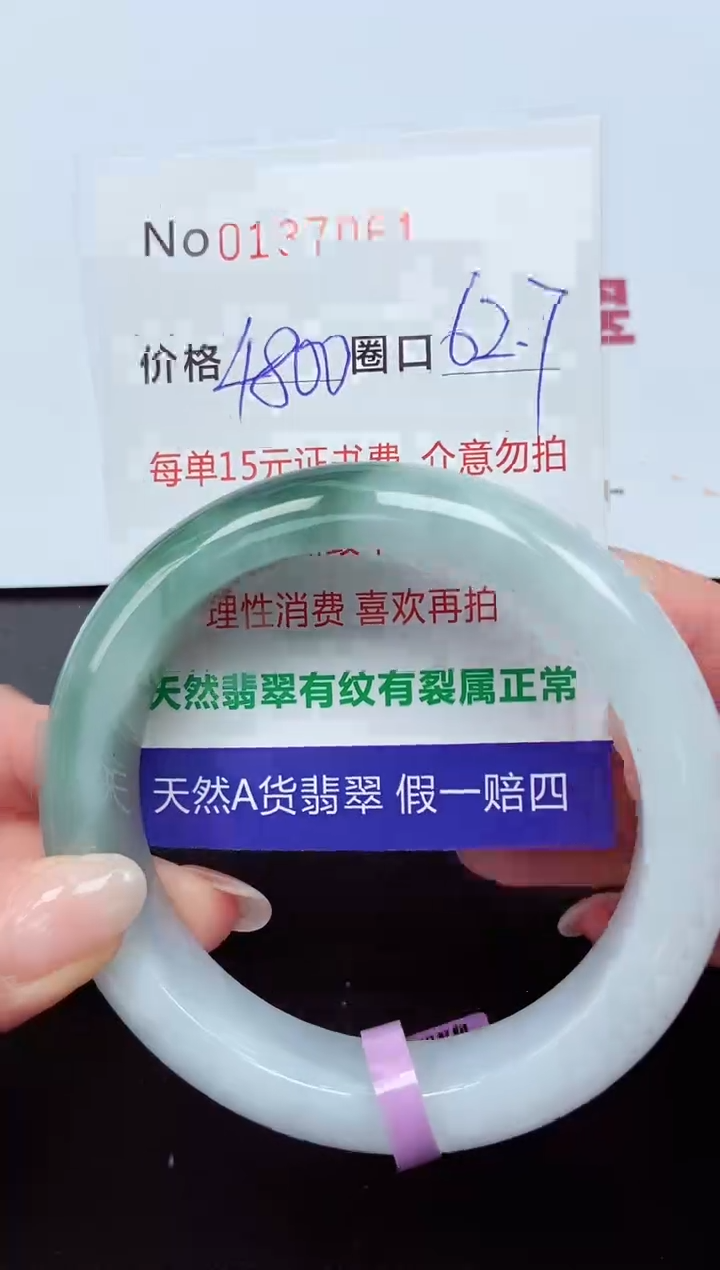 No0137061
价格4800圈口62.7
每单15元证书费 介意勿拍
理性消费 喜欢再拍
天然翡翠有纹有裂属正常
天然A货翡翠 假一赔四